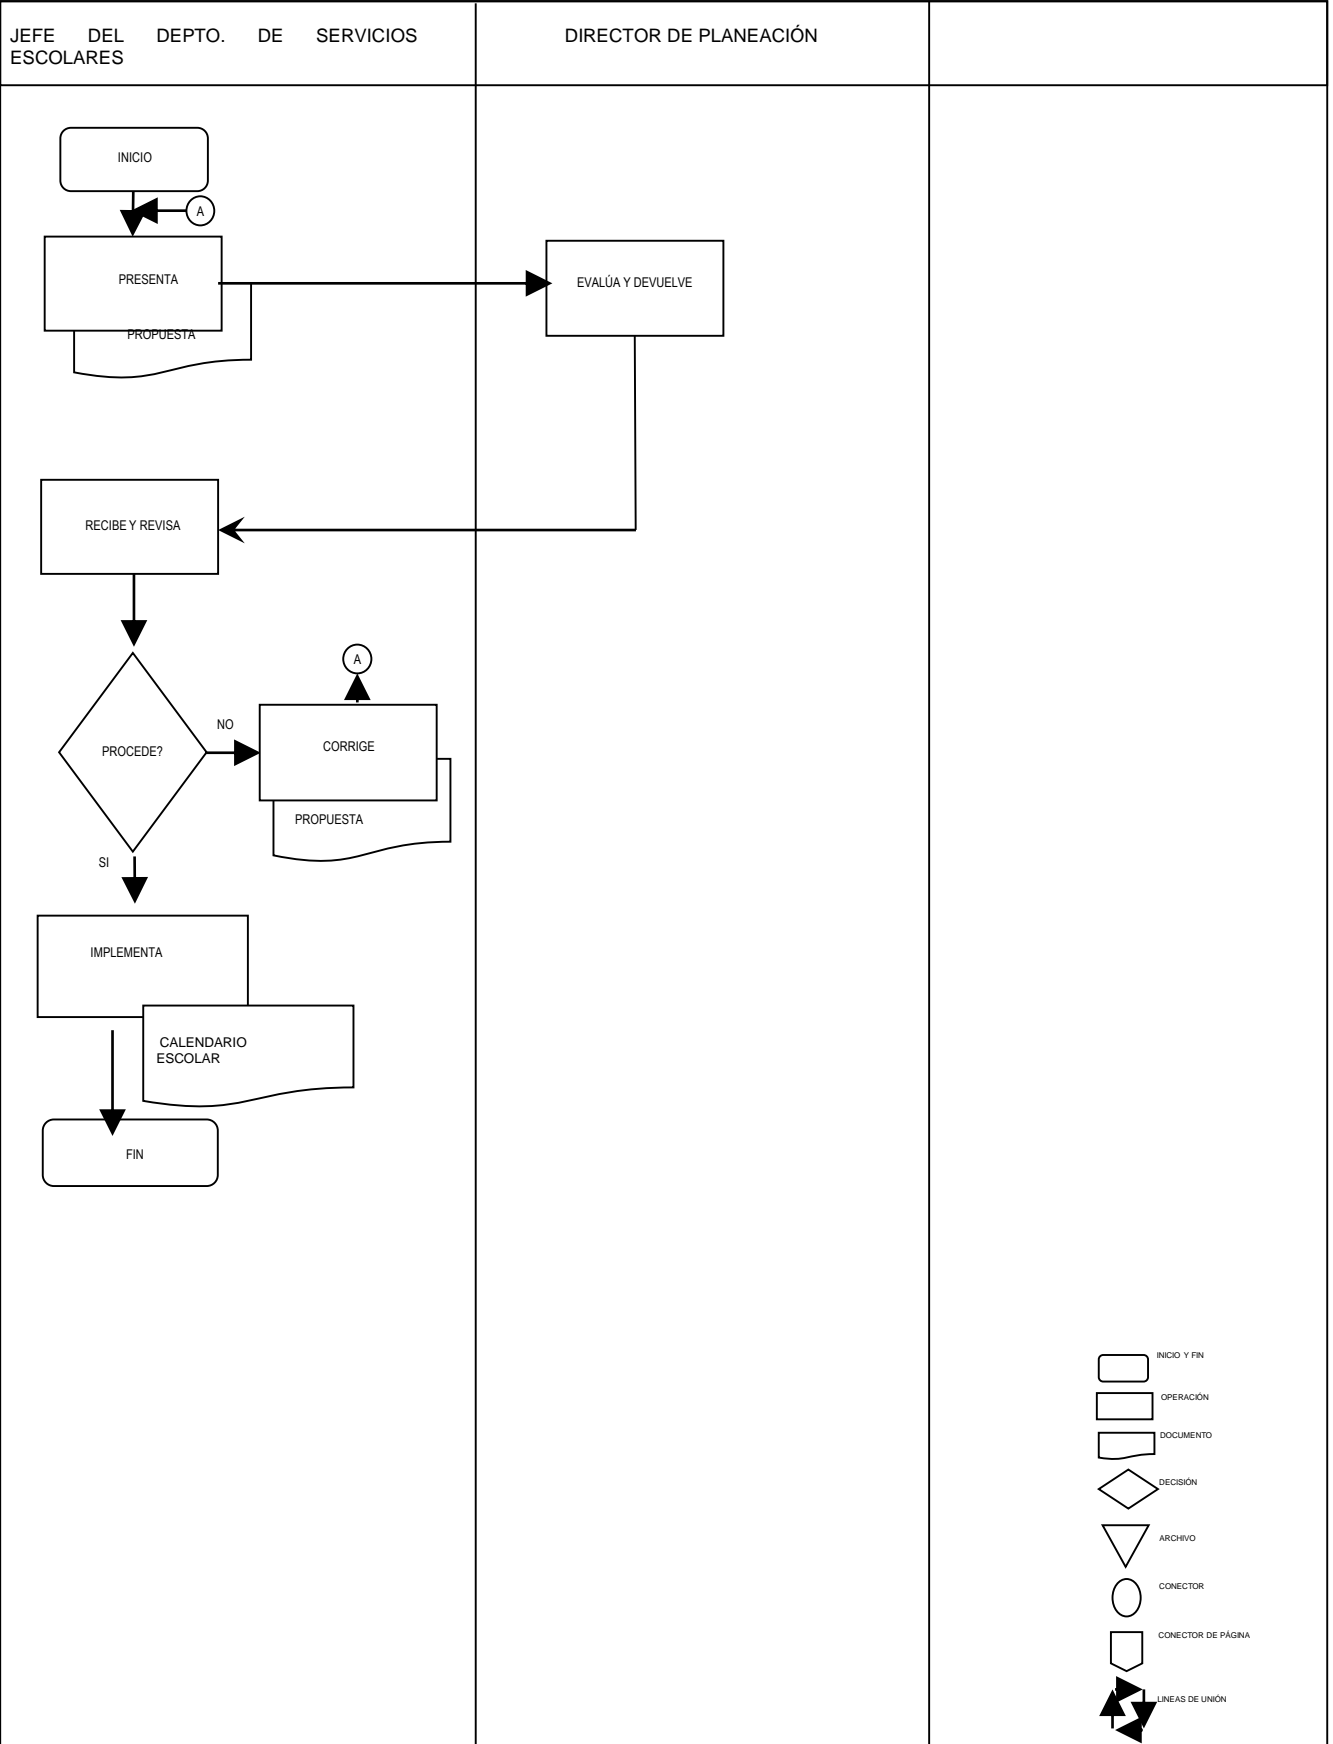 JEFE DEL DEPTO. DE SERVICIOS
ESCOLARES
DIRECTOR DE PLANEACIÓN
INICIO
A
PRESENTA
PROPUESTA
EVALÚA Y DEVUELVE
RECIBE Y REVISA
A
NO
PROCEDE?
CORRIGE
PROPUESTA
SI
IMPLEMENTA
CALENDARIO
ESCOLAR
FIN
INICIO Y FIN
OPERACIÓN
DOCUMENTO
DECISIÓN
ARCHIVO
CONECTOR
CONECTOR DE PÁGINA
LINEAS DE UNIÓN